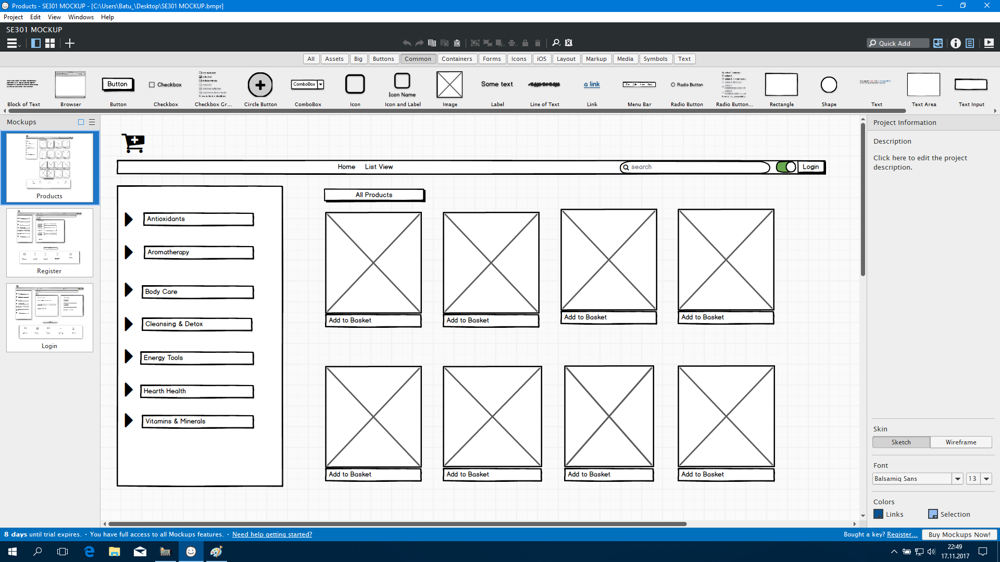 Products - SE301 MOCKUP - [C:\Users\Batu_\Desktop\SE301 MOCKUP.bmpr]
Project Edit View Windows Help
SE301 MOCKUP
Quick Add
All Assets Big Buttons Common Containers Forms Icons iOS Layout Markup Media Symbols Text
Button Checkbox ComboBox Icon Name Some text a link File Edit View Help Radio Button
Block of Text Browser Button Checkbox Checkbox Gr... Circle Button ComboBox Icon Icon and Label Image Label Line of Text Link Menu Bar Radio Button Radio Button... Rectangle Shape Text Text Area Text Input
Mockups
Products
Register
Login
Home List View search Login
All Products
Antioxidants
Aromatherapy
Body Care
Cleansing & Detox
Energy Tools
Hearth Health
Vitamins & Minerals
Add to Basket Add to Basket Add to Basket Add to Basket
Add to Basket Add to Basket Add to Basket Add to Basket
Project Information
Description
Click here to edit the project
description.
Skin
Sketch Wireframe
Font
Balsamiq Sans 13
Colors
Links Selection
8 days until trial expires. • You have full access to all Mockups features. • Need help getting started? Bought a key? Register... Buy Mockups Now!
22:49
17.11.2017